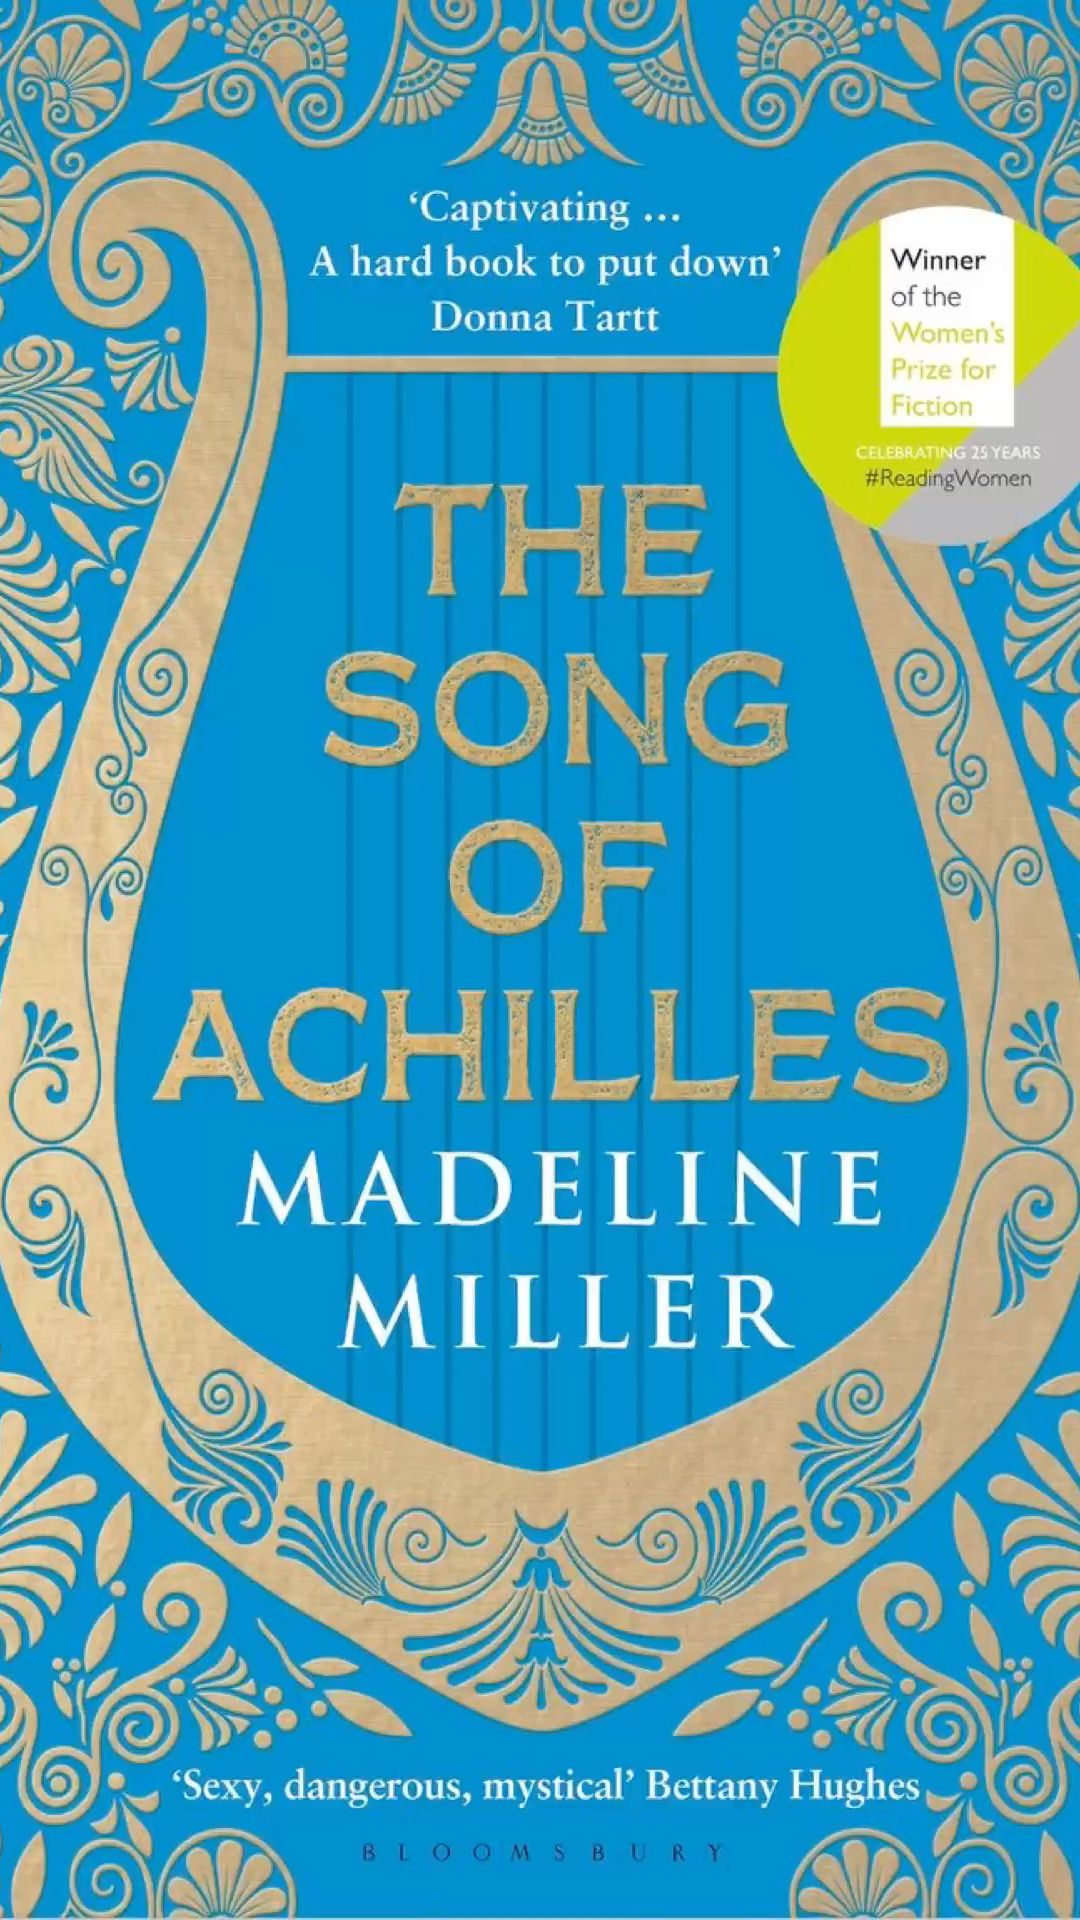 ‘Captivating ...
A hard book to put down’
Donna Tartt
Winner
of the
Women's
Prize for
Fiction
CELEBRATING 25 YEARS
#ReadingWomen
THE
SONG
OF
ACHILLES
MADELINE
MILLER
‘Sexy, dangerous, mystical’ Bettany Hughes
BLOOMSBURY